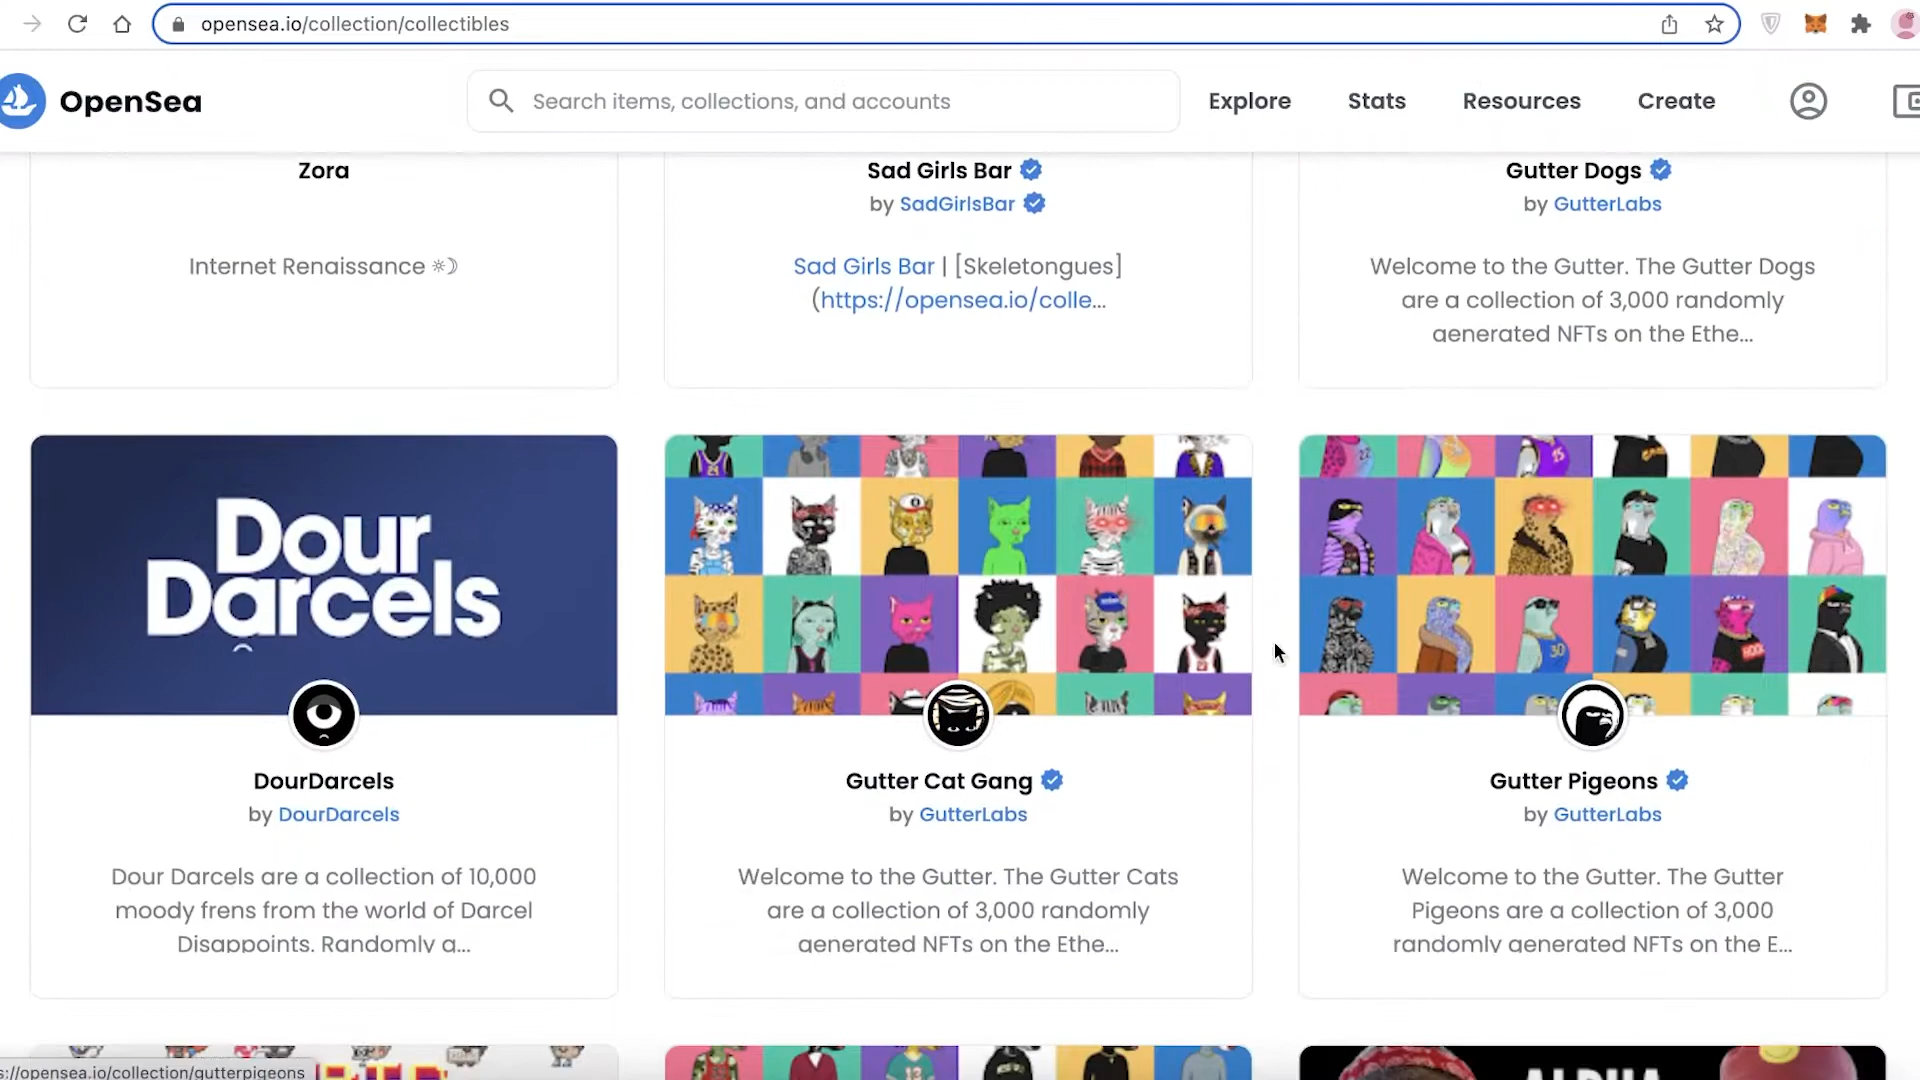 opensea.io/collection/collectibles
OpenSea
Search items, collections, and accounts
Explore
Stats
Resources
Create
Zora
Internet Renaissance ☼☽
Sad Girls Bar
by SadGirlsBar
Sad Girls Bar | [Skeletongues]
(https://opensea.io/colle...
Gutter Dogs
by GutterLabs
Welcome to the Gutter. The Gutter Dogs
are a collection of 3,000 randomly
generated NFTs on the Ethe...
Dour
Darcels
DourDarcels
by DourDarcels
Dour Darcels are a collection of 10,000
moody frens from the world of Darcel
Disappoints. Randomly a...
Gutter Cat Gang
by GutterLabs
Welcome to the Gutter. The Gutter Cats
are a collection of 3,000 randomly
generated NFTs on the Ethe...
Gutter Pigeons
by GutterLabs
Welcome to the Gutter. The Gutter
Pigeons are a collection of 3,000
randomly generated NFTs on the E...
s://opensea.io/collection/gutterpigeons
ALPHA